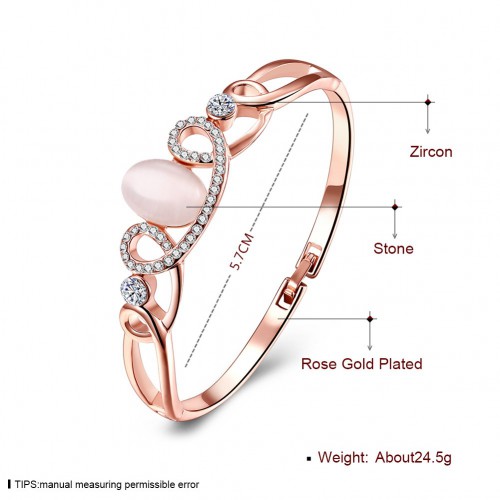 Zircon
Stone
5.7CM
Rose Gold Plated
Weight: About24.5g
TIPS:manual measuring permissible error